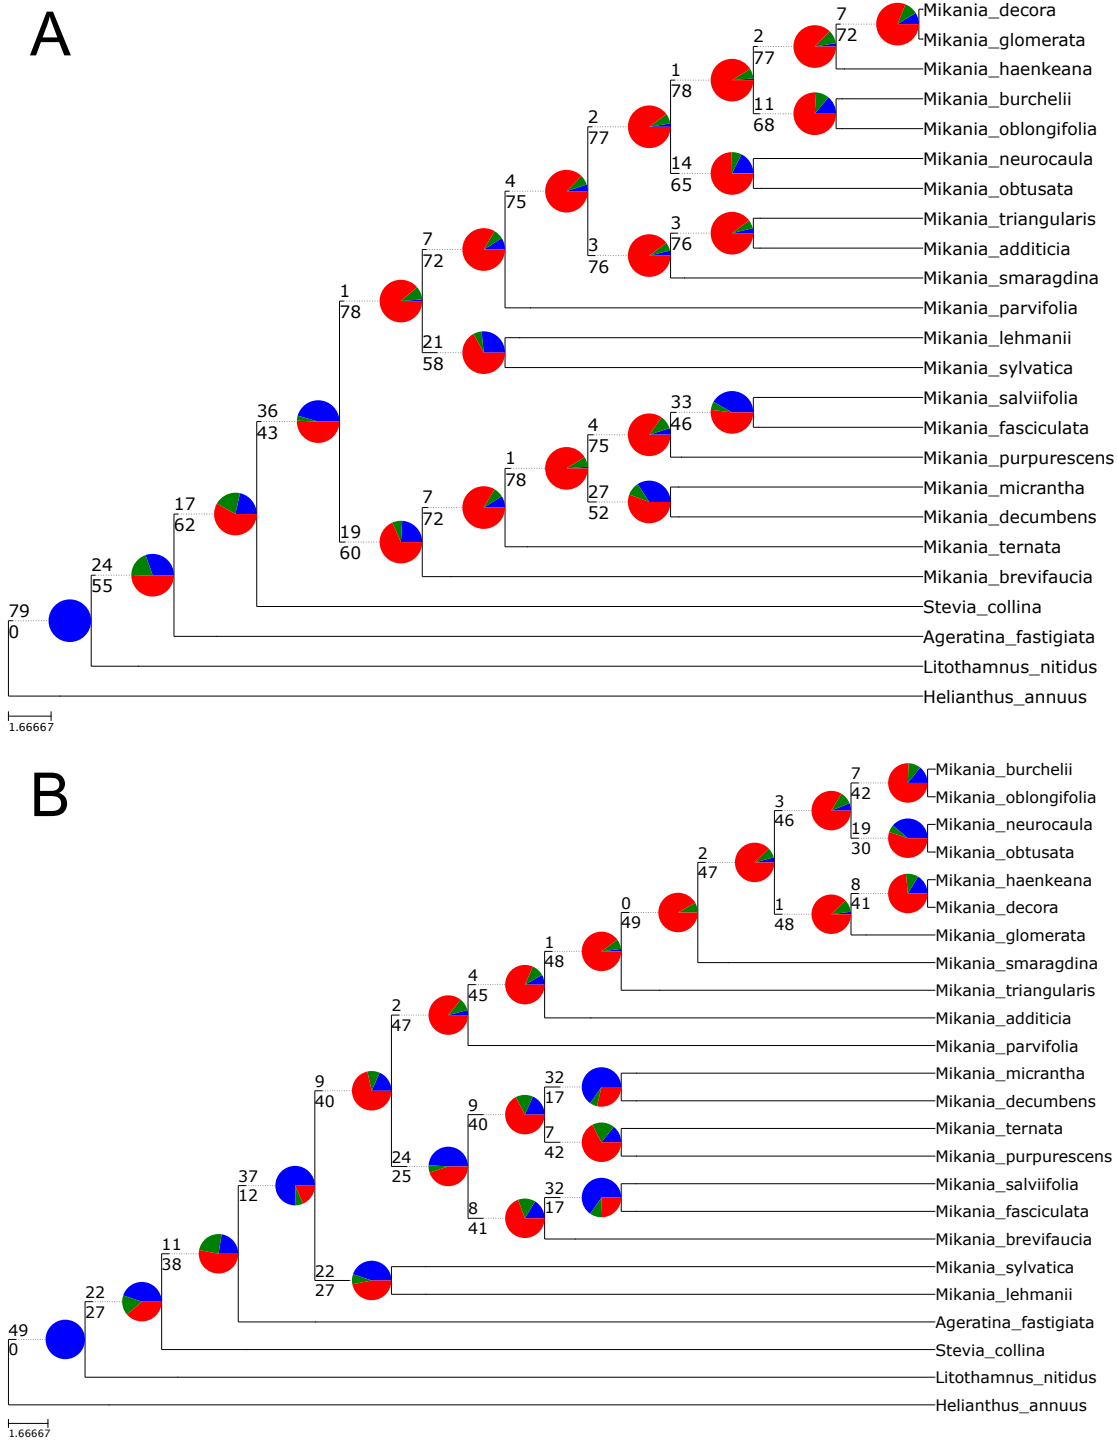 A
7
72
Mikania_decora
Mikania_glomerata
2
77
Mikania_haenkeana
1
78
11
68
Mikania_burchelii
Mikania_oblongifolia
2
77
14
65
Mikania_neurocaula
Mikania_obtusata
4
75
3
76
3
76
Mikania_triangularis
Mikania_additicia
Mikania_smaragdina
7
72
Mikania_parvifolia
1
78
21
58
Mikania_lehmanii
Mikania_sylvatica
36
43
33
46
Mikania_salviifolia
Mikania_fasciculata
4
75
Mikania_purpurescens
1
78
27
52
Mikania_micrantha
Mikania_decumbens
7
72
Mikania_ternata
19
60
Mikania_brevifaucia
17
62
Stevia_collina
24
55
Ageratina_fastigiata
79
0
Litothamnus_nitidus
Helianthus_annuus
1.66667
B
7
42
Mikania_burchelii
Mikania_oblongifolia
3
46
19
30
Mikania_neurocaula
Mikania_obtusata
2
47
8
41
Mikania_haenkeana
Mikania_decora
1
48
Mikania_glomerata
0
49
Mikania_smaragdina
1
48
Mikania_triangularis
4
45
Mikania_additicia
2
47
Mikania_parvifolia
9
40
32
17
Mikania_micrantha
Mikania_decumbens
9
40
7
42
Mikania_ternata
Mikania_purpurescens
24
25
32
17
Mikania_salviifolia
Mikania_fasciculata
8
41
Mikania_brevifaucia
37
12
22
27
Mikania_sylvatica
Mikania_lehmanii
11
38
Ageratina_fastigiata
22
27
Stevia_collina
49
0
Litothamnus_nitidus
Helianthus_annuus
1.66667